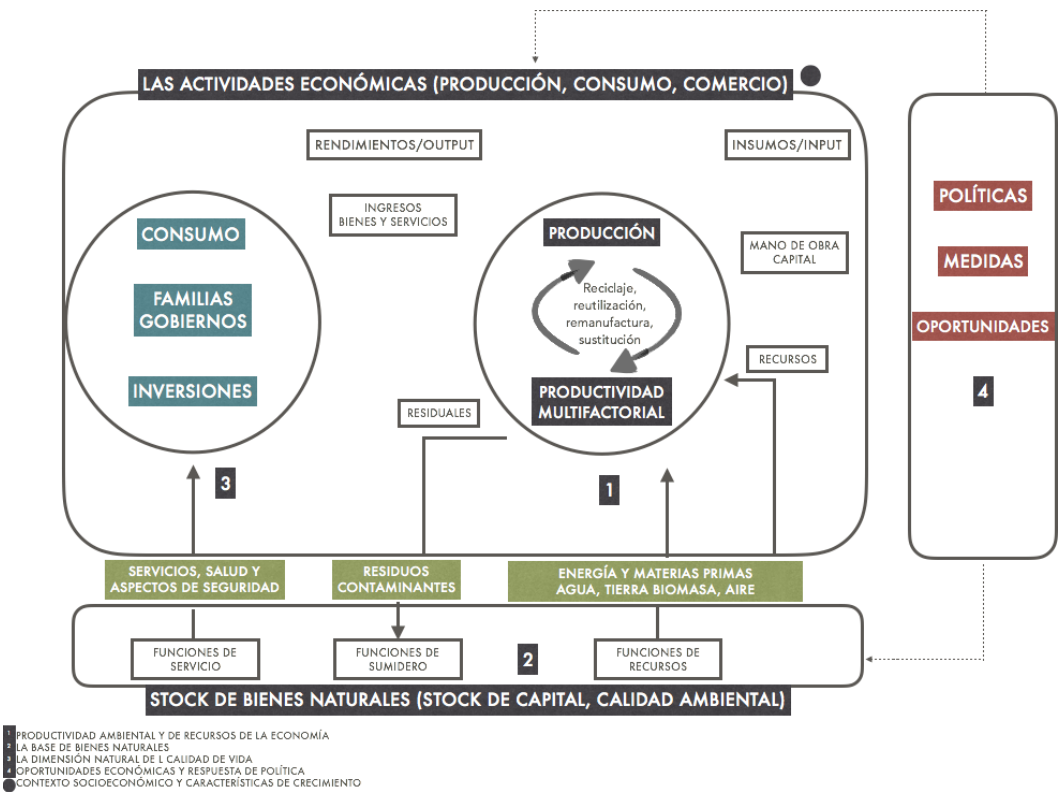 LAS ACTIVIDADES ECONÓMICAS (PRODUCCIÓN, CONSUMO, COMERCIO)
RENDIMIENTOS/OUTPUT
INSUMOS/INPUT
INGRESOS
BIENES Y SERVICIOS
CONSUMO
FAMILIAS
GOBIERNOS
INVERSIONES
PRODUCCIÓN
Reciclaje,
reutilización,
remanufactura,
sustitución
PRODUCTIVIDAD
MULTIFACTORIAL
MANO DE OBRA
CAPITAL
RECURSOS
RESIDUALES
POLÍTICAS
MEDIDAS
OPORTUNIDADES
4
3
1
SERVICIOS, SALUD Y
ASPECTOS DE SEGURIDAD
RESIDUOS
CONTAMINANTES
ENERGÍA Y MATERIAS PRIMAS
AGUA, TIERRA BIOMASA, AIRE
FUNCIONES DE
SERVICIO
FUNCIONES DE
SUMIDERO
2
FUNCIONES DE
RECURSOS
STOCK DE BIENES NATURALES (STOCK DE CAPITAL, CALIDAD AMBIENTAL)
1 PRODUCTIVIDAD AMBIENTAL Y DE RECURSOS DE LA ECONOMÍA
2 LA BASE DE BIENES NATURALES
3 LA DIMENSIÓN NATURAL DE L CALIDAD DE VIDA
4 OPORTUNIDADES ECONÓMICAS Y RESPUESTA DE POLÍTICA
CONTEXTO SOCIOECONÓMICO Y CARACTERÍSTICAS DE CRECIMIENTO